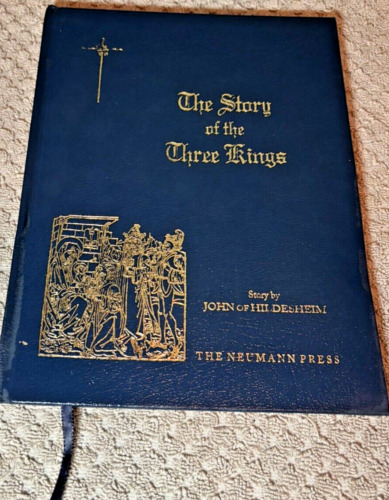 The Story
of the
Three Kings
Story by
JOHN OF HILDESHEIM
THE NEUMANN PRESS